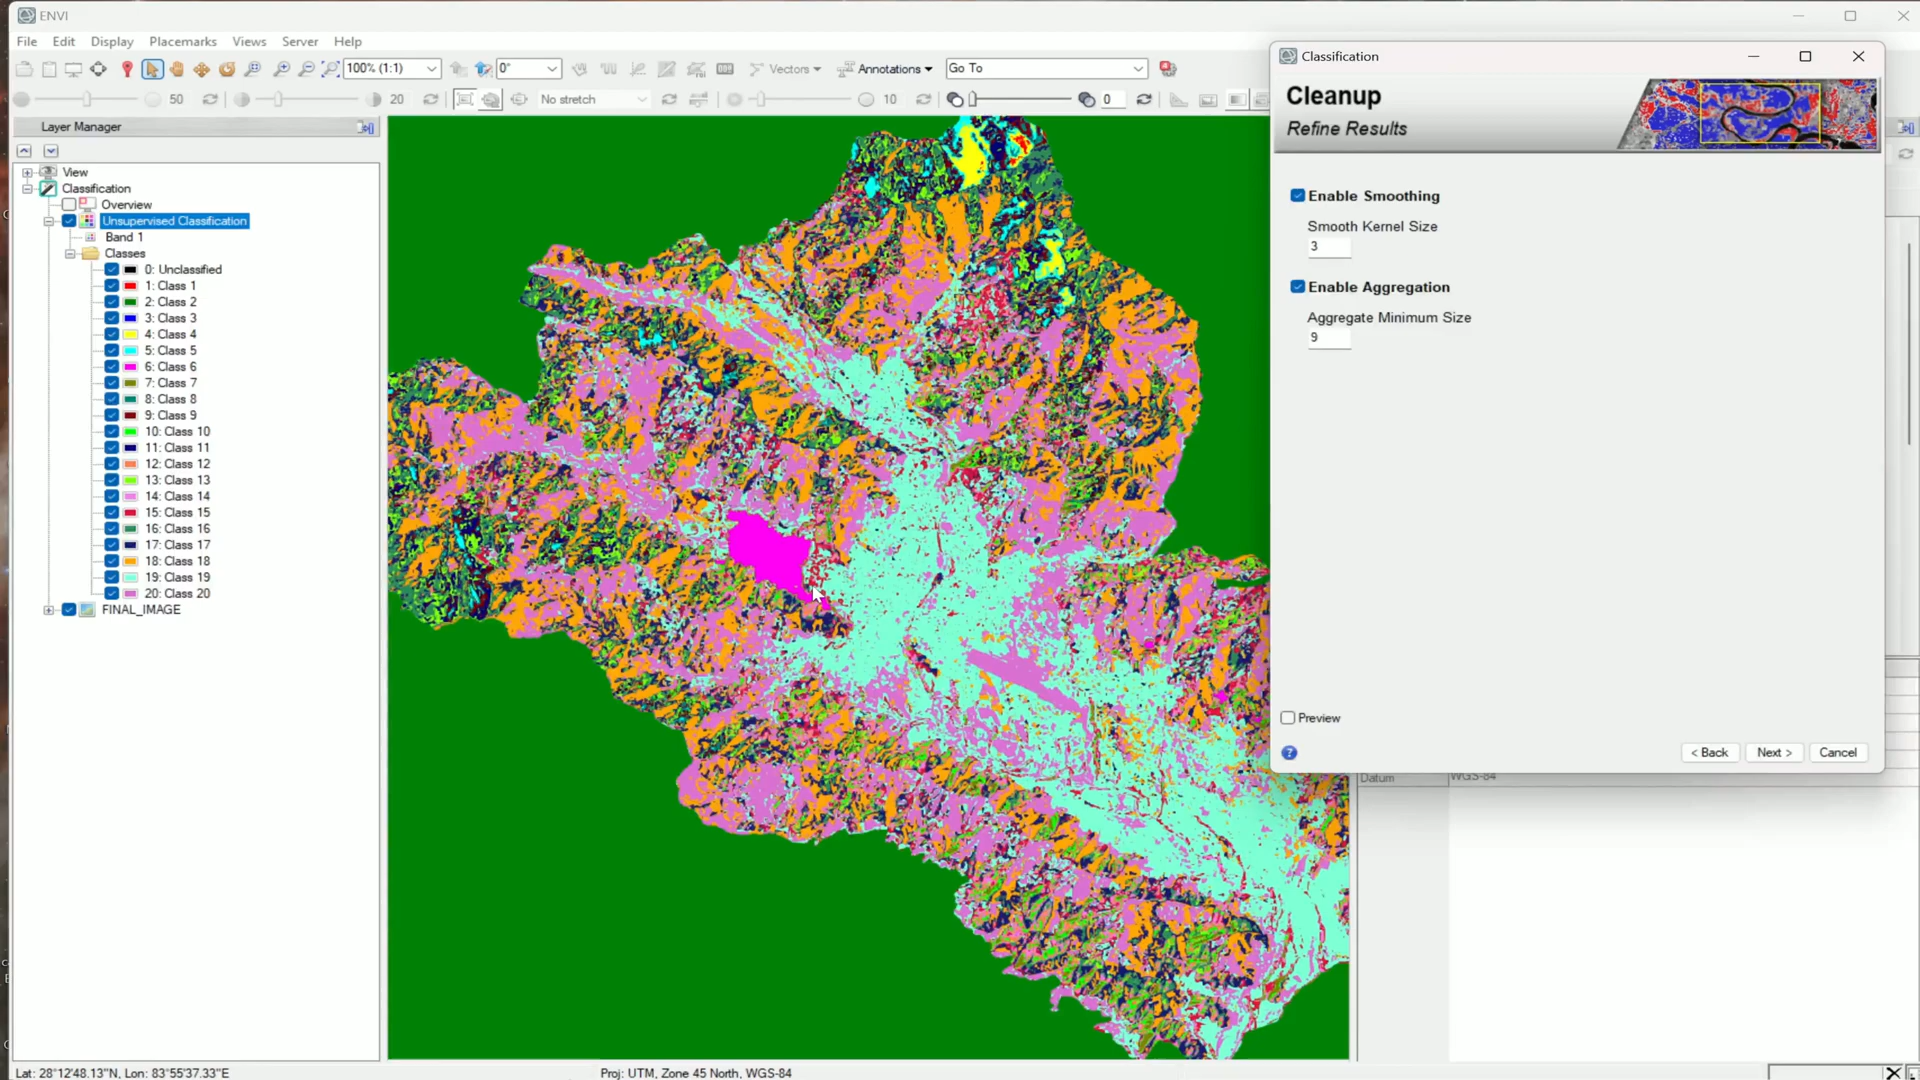 ENVI
File Edit Display Placemarks Views Server Help
100% (1:1) 0° Vectors Annotations Go To
50 20 No stretch 10 0
Layer Manager
View
Classification
Overview
Unsupervised Classification
Band 1
Classes
0: Unclassified
1: Class 1
2: Class 2
3: Class 3
4: Class 4
5: Class 5
6: Class 6
7: Class 7
8: Class 8
9: Class 9
10: Class 10
11: Class 11
12: Class 12
13: Class 13
14: Class 14
15: Class 15
16: Class 16
17: Class 17
18: Class 18
19: Class 19
20: Class 20
FINAL_IMAGE
Classification
Cleanup
Refine Results
Enable Smoothing
Smooth Kernel Size
3
Enable Aggregation
Aggregate Minimum Size
9
Preview
< Back Next > Cancel
Datum WGS-84
Lat: 28°12'48.13"N, Lon: 83°55'37.33"E
Proj: UTM, Zone 45 North, WGS-84